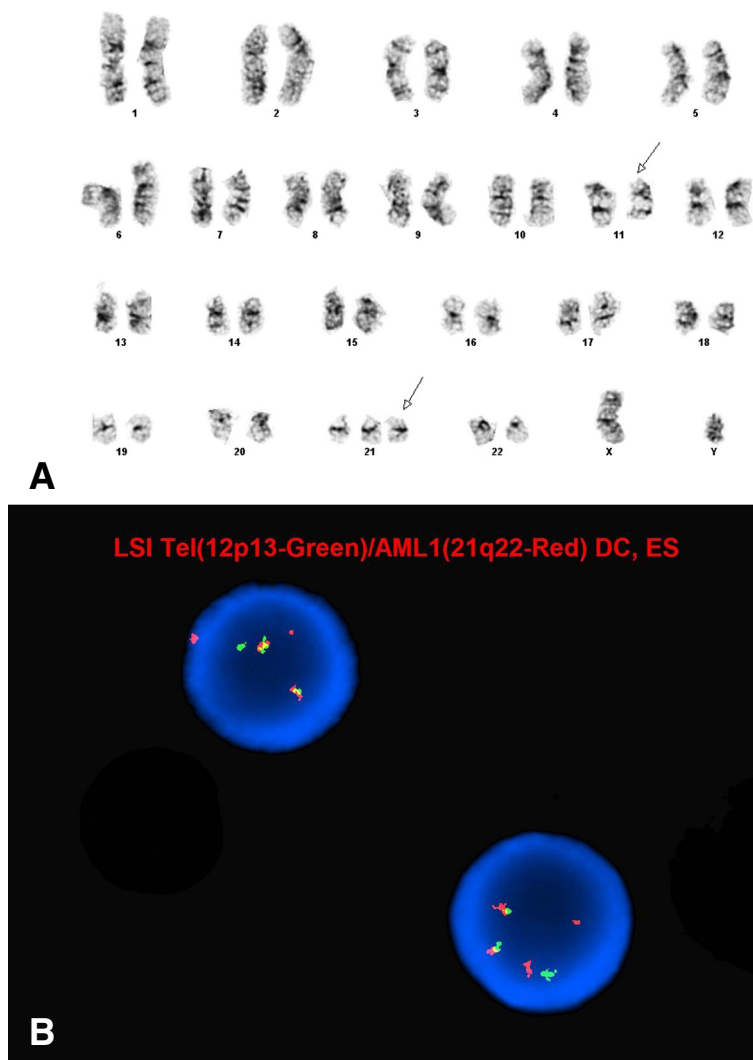 1 2 3 4 5
6 7 8 9 10 11 12
13 14 15 16 17 18
19 20 21 22 X Y
A
LSI Tel(12p13-Green)/AML1(21q22-Red) DC, ES
B